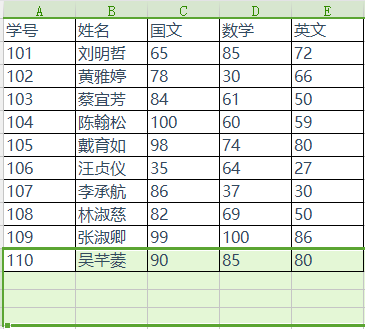 A B C D E
学号 姓名 国文 数学 英文
101 刘明哲 65 85 72
102 黄雅婷 78 30 66
103 蔡宜芳 84 61 50
104 陈翰松 100 60 59
105 戴育如 98 74 80
106 汪贞仪 35 64 27
107 李承航 86 37 30
108 林淑慈 82 69 50
109 张淑卿 99 100 86
110 吴芊菱 90 85 80